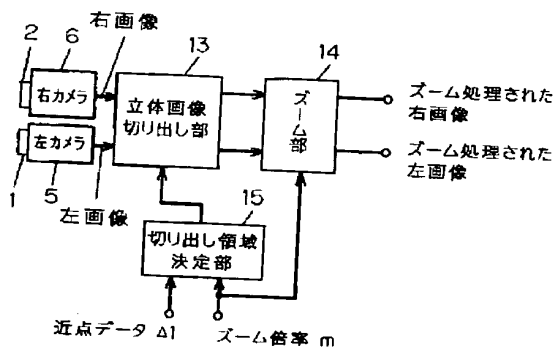 2
6
右画像
13
14
右カメラ
立体画像
切り出し部
ズーム部
ズーム処理された
右画像
左カメラ
ズーム処理された
左画像
1
5
左画像
15
切り出し領域
決定部
近点データ Δ1
ズーム倍率 m